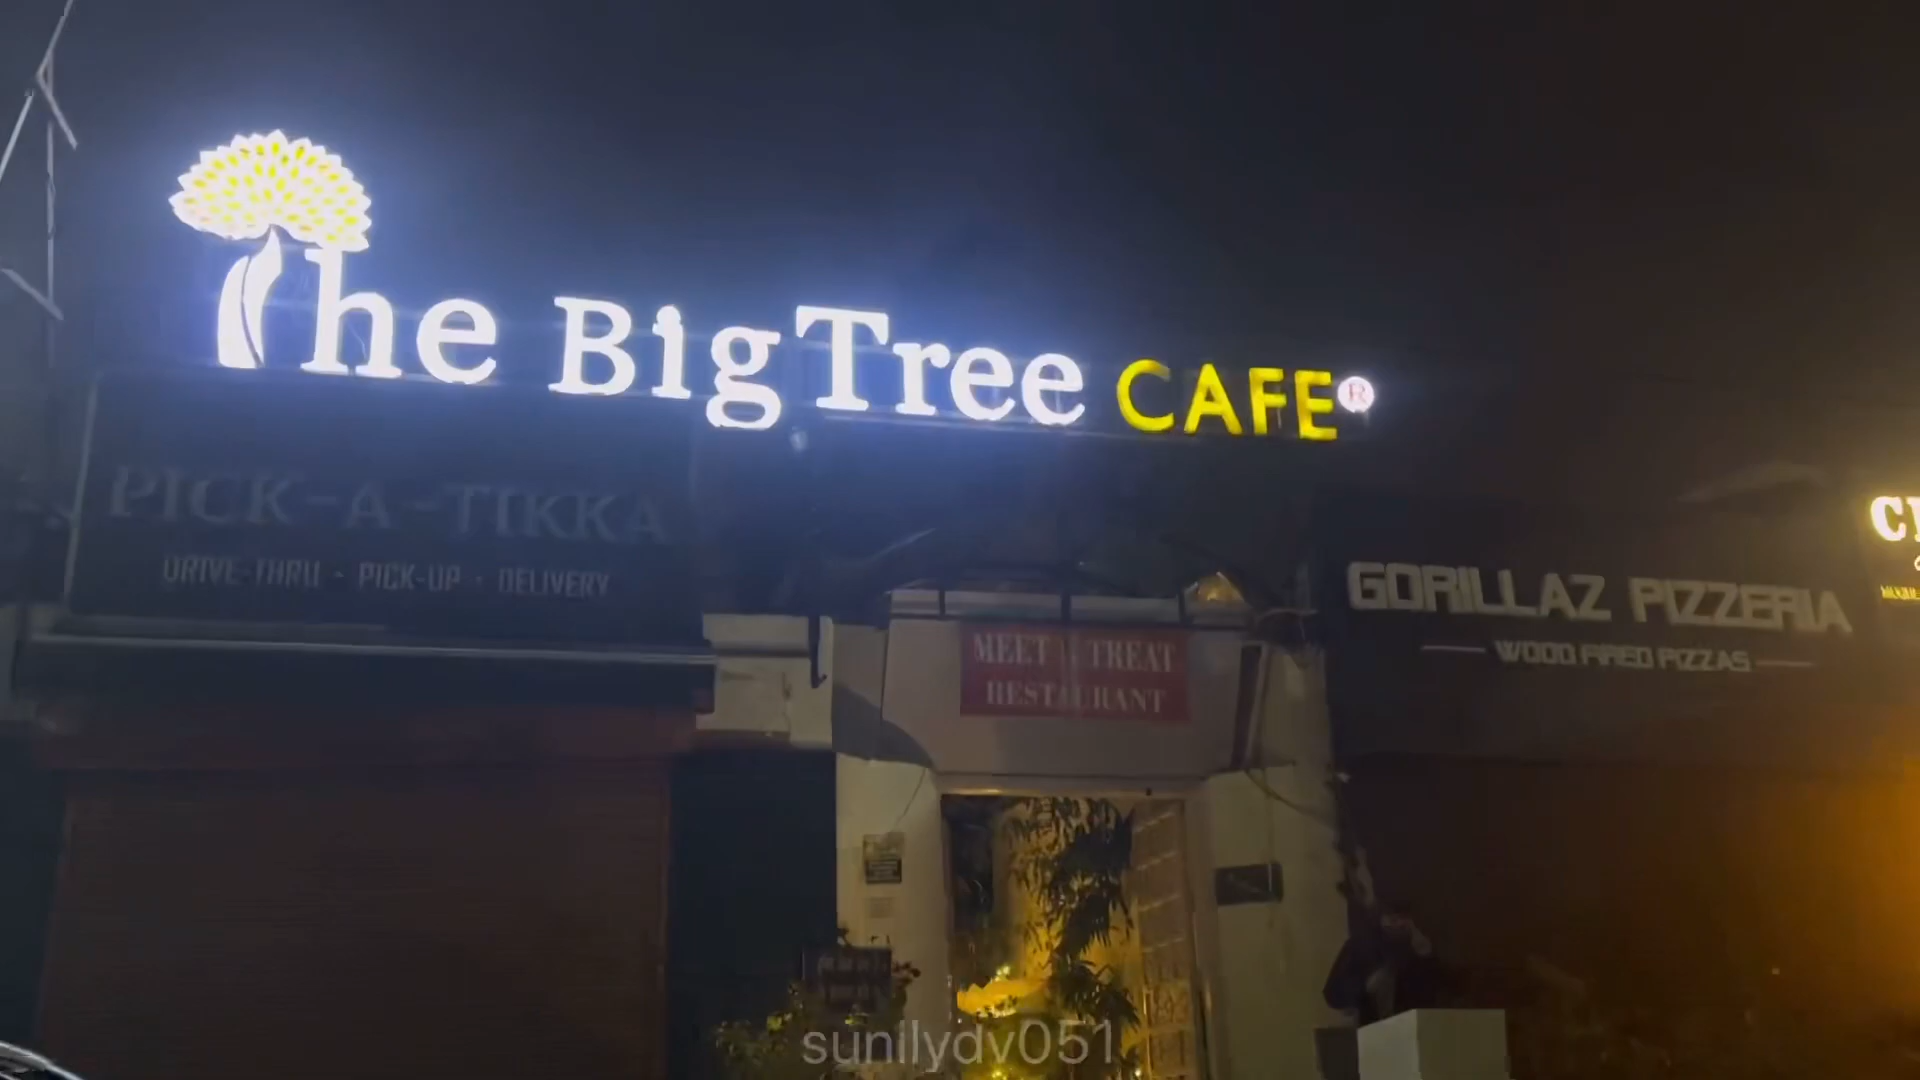 The Big Tree CAFE®
PICK-A-TIKKA
DRIVE-THRU · PICK-UP · DELIVERY
MEET N TREAT
RESTAURANT
GORILLAZ PIZZERIA
WOOD FIRED PIZZAS
sunilydv051